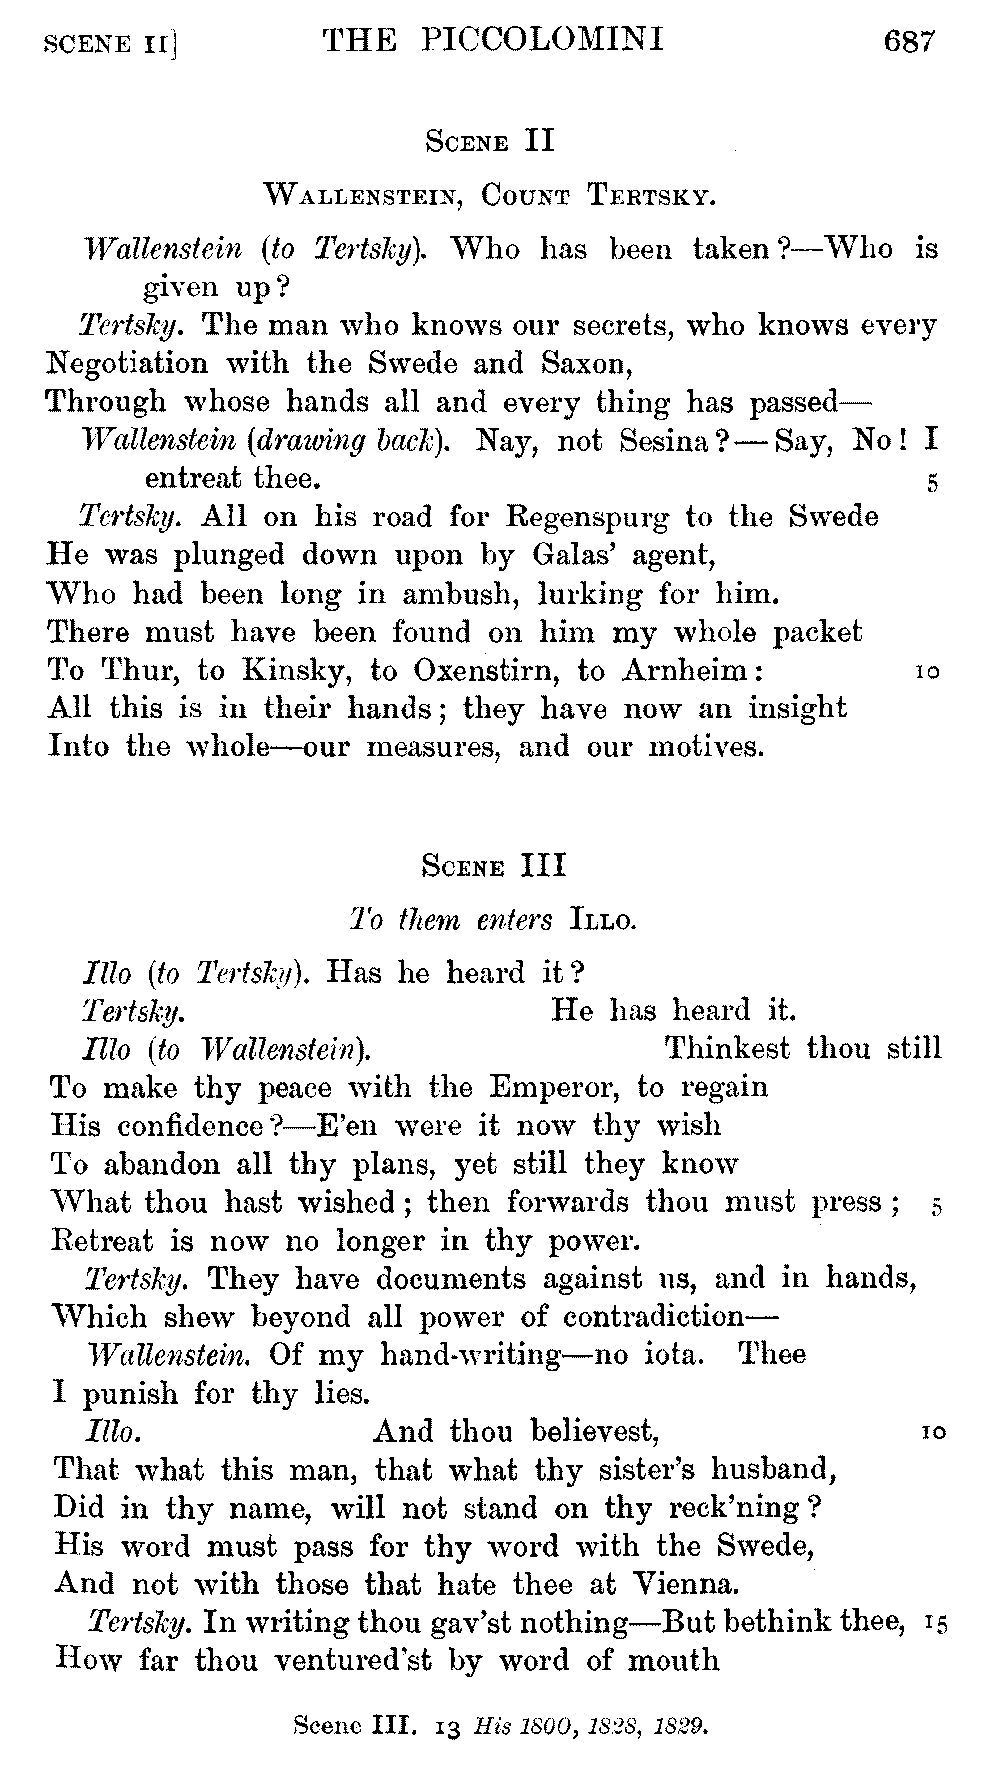 SCENE II] THE PICCOLOMINI 687
SCENE II
WALLENSTEIN, COUNT TERTSKY.
Wallenstein (to Tertsky). Who has been taken?—Who is
given up?
Tertsky. The man who knows our secrets, who knows every
Negotiation with the Swede and Saxon,
Through whose hands all and every thing has passed—
Wallenstein (drawing back). Nay, not Sesina?—Say, No! I
entreat thee. 5
Tertsky. All on his road for Regenspurg to the Swede
He was plunged down upon by Galas' agent,
Who had been long in ambush, lurking for him.
There must have been found on him my whole packet
To Thur, to Kinsky, to Oxenstirn, to Arnheim: 10
All this is in their hands; they have now an insight
Into the whole—our measures, and our motives.
SCENE III
To them enters ILLO.
Illo (to Tertsky). Has he heard it?
Tertsky. He has heard it.
Illo (to Wallenstein). Thinkest thou still
To make thy peace with the Emperor, to regain
His confidence?—E'en were it now thy wish
To abandon all thy plans, yet still they know
What thou hast wished; then forwards thou must press; 5
Retreat is now no longer in thy power.
Tertsky. They have documents against us, and in hands,
Which shew beyond all power of contradiction—
Wallenstein. Of my hand-writing—no iota. Thee
I punish for thy lies.
Illo. And thou believest, 10
That what this man, that what thy sister's husband,
Did in thy name, will not stand on thy reck'ning?
His word must pass for thy word with the Swede,
And not with those that hate thee at Vienna.
Tertsky. In writing thou gav'st nothing—But bethink thee, 15
How far thou ventured'st by word of mouth
Scene III. 13 His 1800, 1828, 1829.